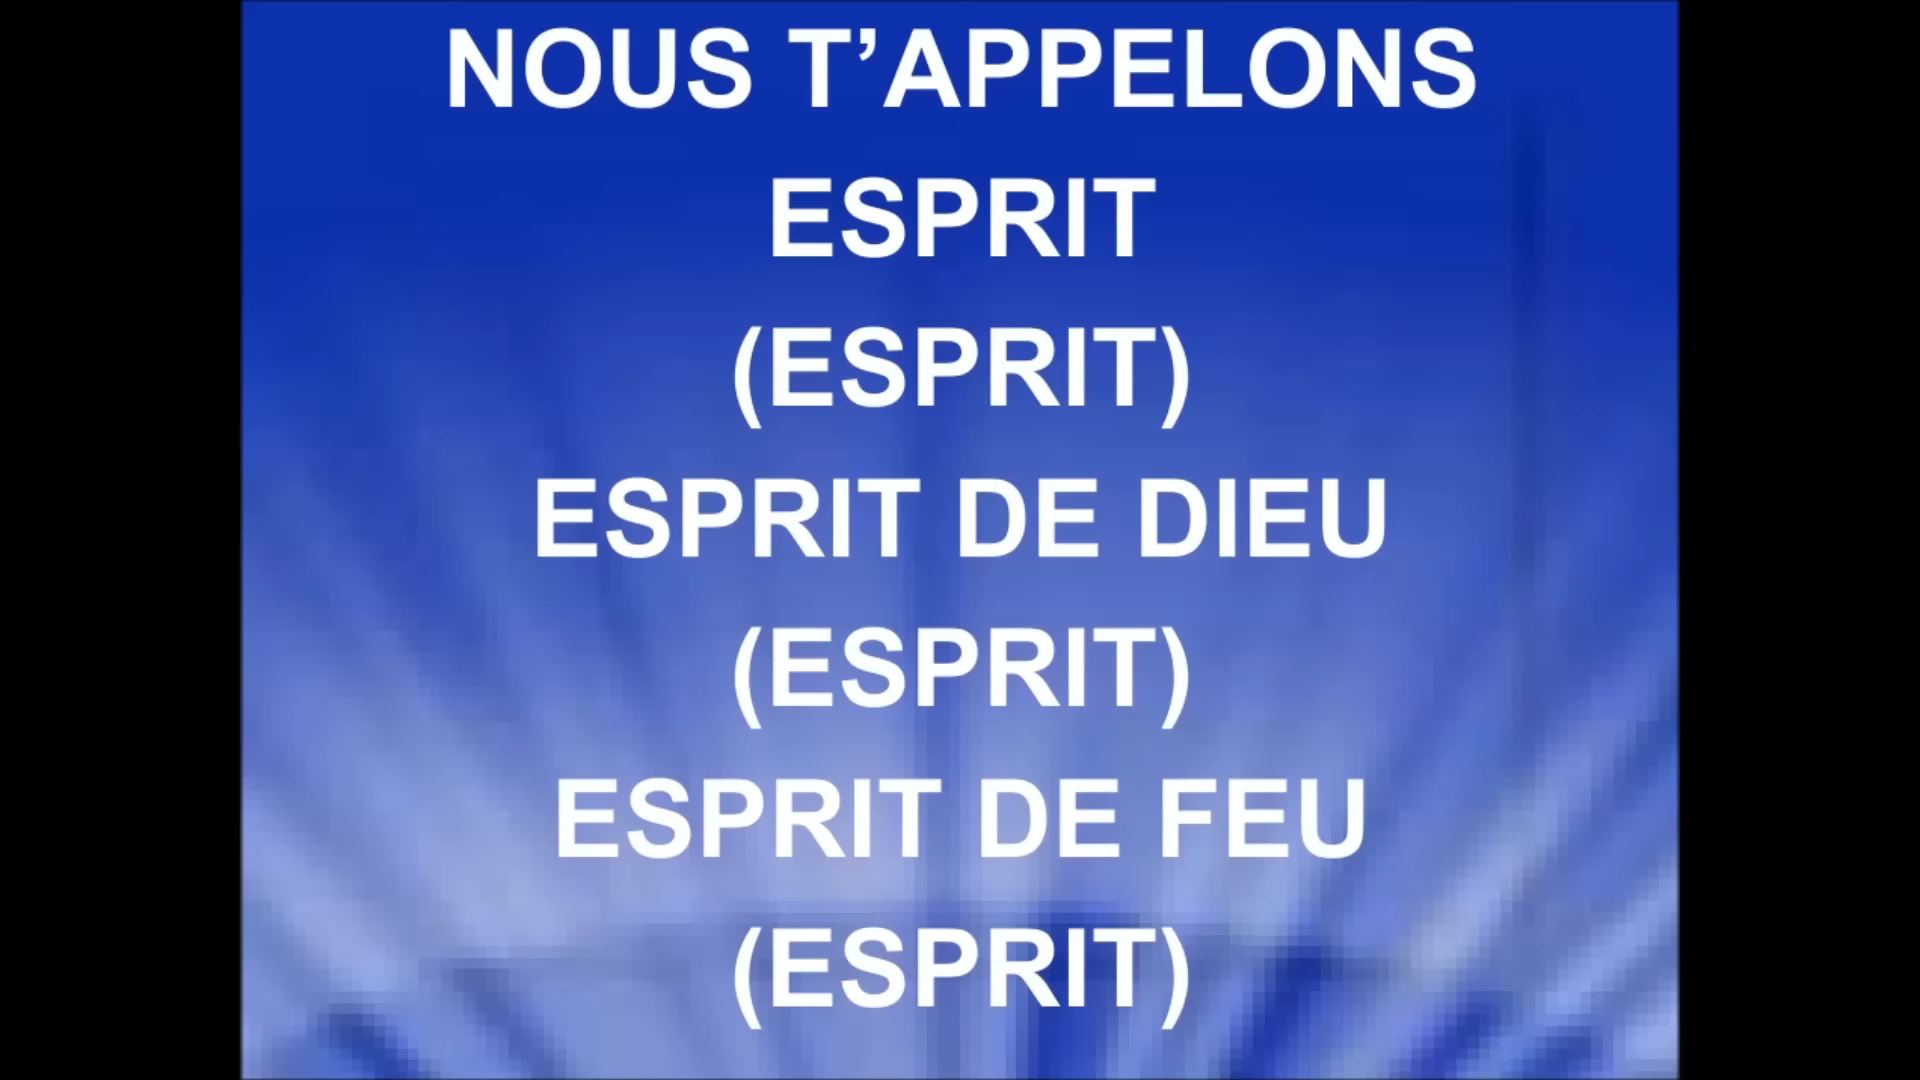 NOUS T’APPELONS
ESPRIT
(ESPRIT)
ESPRIT DE DIEU
(ESPRIT)
ESPRIT DE FEU
(ESPRIT)